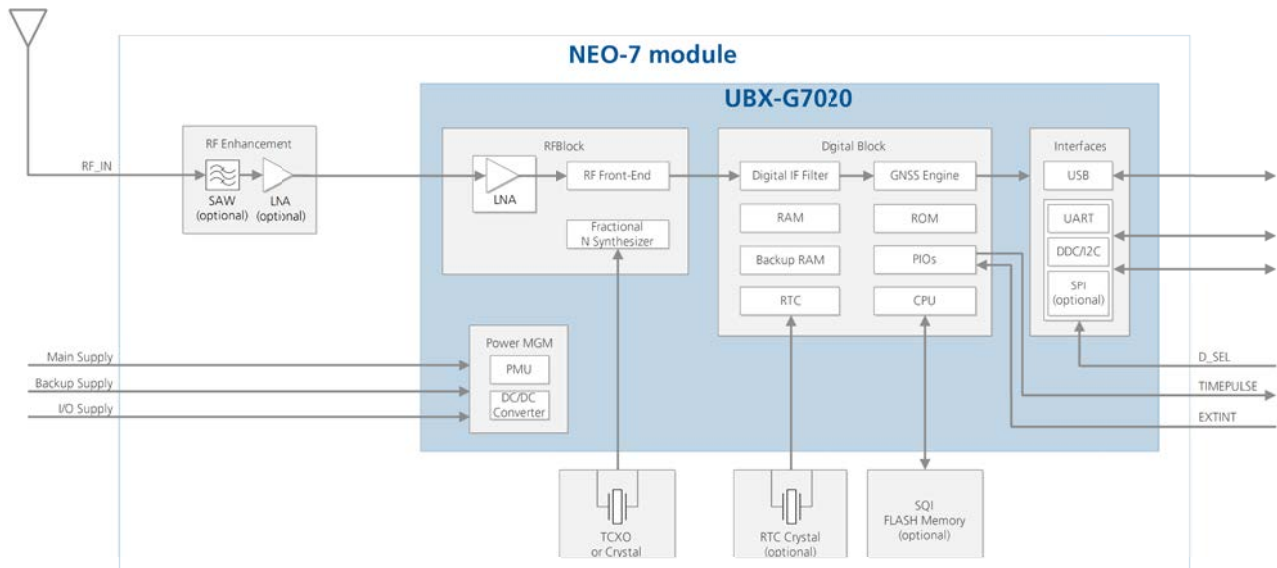 NEO-7 module
UBX-G7020
RF Enhancement
RFBlock
Digital Block
Interfaces
RF_IN
SAW
(optional)
LNA
(optional)
LNA
RF Front-End
Fractional
N Synthesizer
Digital IF Filter
GNSS Engine
RAM
ROM
Backup RAM
PIOs
RTC
CPU
USB
UART
DDC/I2C
SPI
(optional)
Power MGM
PMU
DC/DC
Converter
Main Supply
Backup Supply
I/O Supply
D_SEL
TIMEPULSE
EXTINT
TCXO
or Crystal
RTC Crystal
(optional)
SQI
FLASH Memory
(optional)